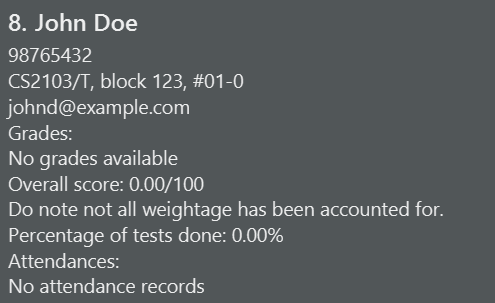 8. John Doe
98765432
CS2103/T, block 123, #01-0
johnd@example.com
Grades:
No grades available
Overall score: 0.00/100
Do note not all weightage has been accounted for.
Percentage of tests done: 0.00%
Attendances:
No attendance records